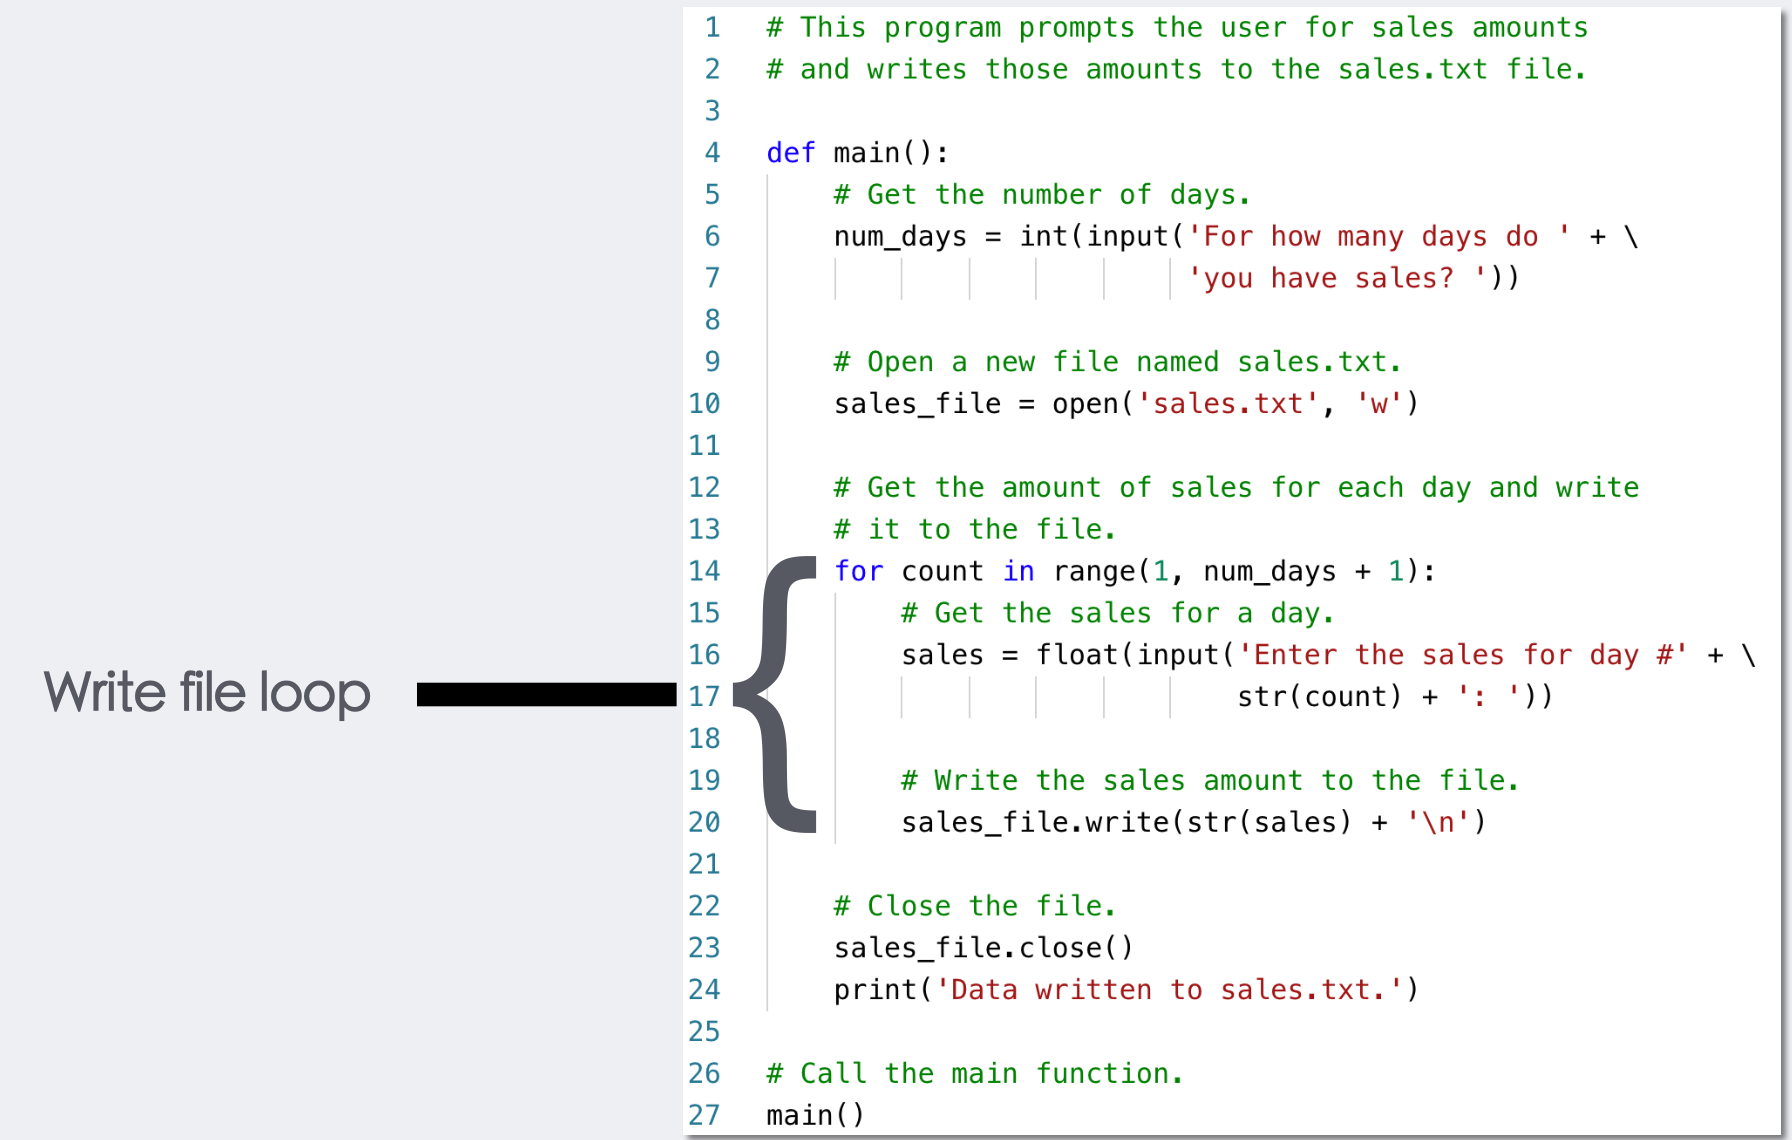 Write file loop
1 # This program prompts the user for sales amounts
2 # and writes those amounts to the sales.txt file.
3
4 def main():
5     # Get the number of days.
6     num_days = int(input('For how many days do ' + \
7                          'you have sales? '))
8
9     # Open a new file named sales.txt.
10     sales_file = open('sales.txt', 'w')
11
12     # Get the amount of sales for each day and write
13     # it to the file.
14     for count in range(1, num_days + 1):
15         # Get the sales for a day.
16         sales = float(input('Enter the sales for day #' + \
17                             str(count) + ': '))
18
19         # Write the sales amount to the file.
20         sales_file.write(str(sales) + '\n')
21
22     # Close the file.
23     sales_file.close()
24     print('Data written to sales.txt.')
25
26 # Call the main function.
27 main()